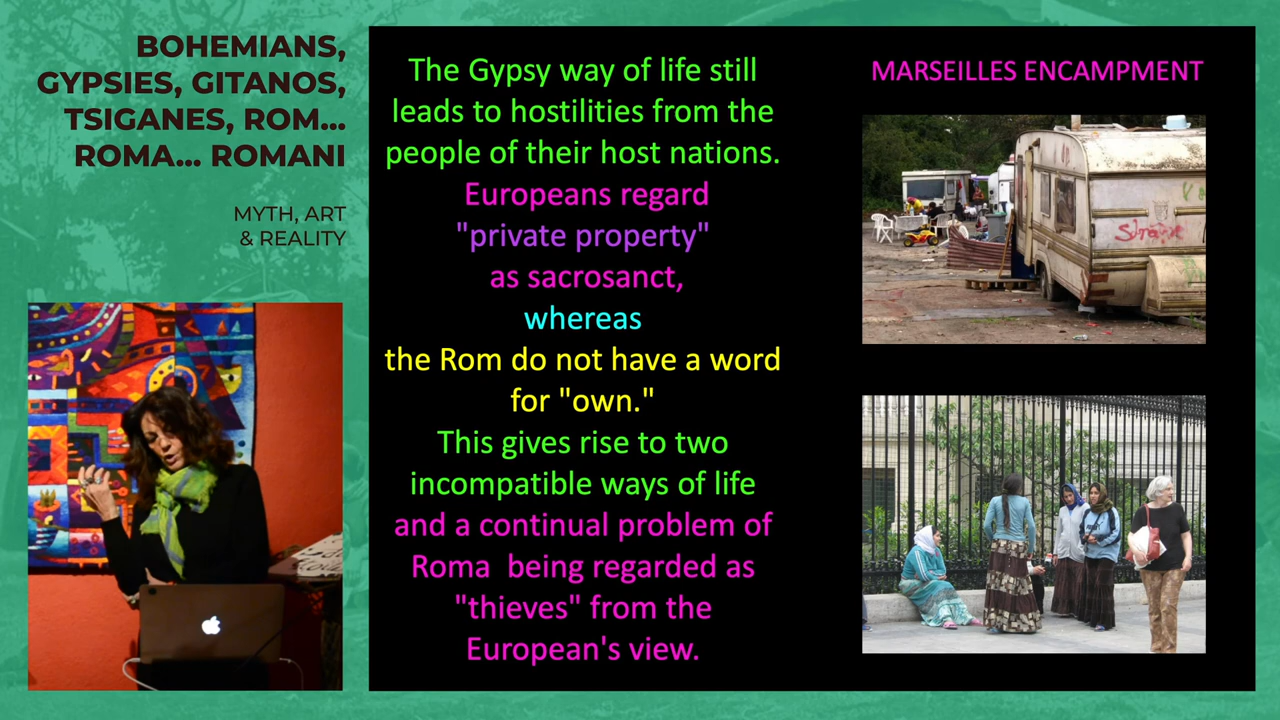 BOHEMIANS,
GYPSIES, GITANOS,
TSIGANES, ROM...
ROMA... ROMANI
MYTH, ART
& REALITY
The Gypsy way of life still
leads to hostilities from the
people of their host nations.
Europeans regard
"private property"
as sacrosanct,
whereas
the Rom do not have a word
for "own."
This gives rise to two
incompatible ways of life
and a continual problem of
Roma  being regarded as
"thieves" from the
European's view.
MARSEILLES ENCAMPMENT